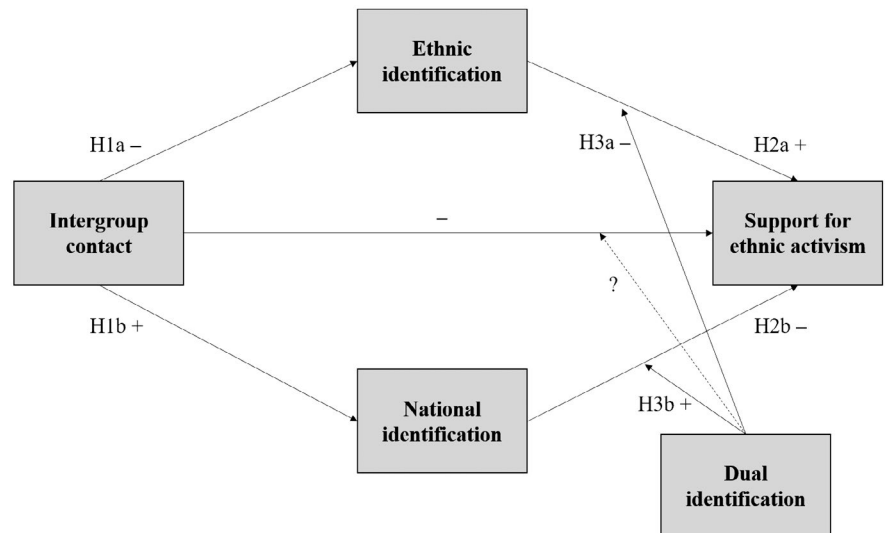 Ethnic
identification
H1a –
H3a –
H2a +
Intergroup
contact
–
Support for
ethnic activism
?
H1b +
H2b –
National
identification
H3b +
Dual
identification